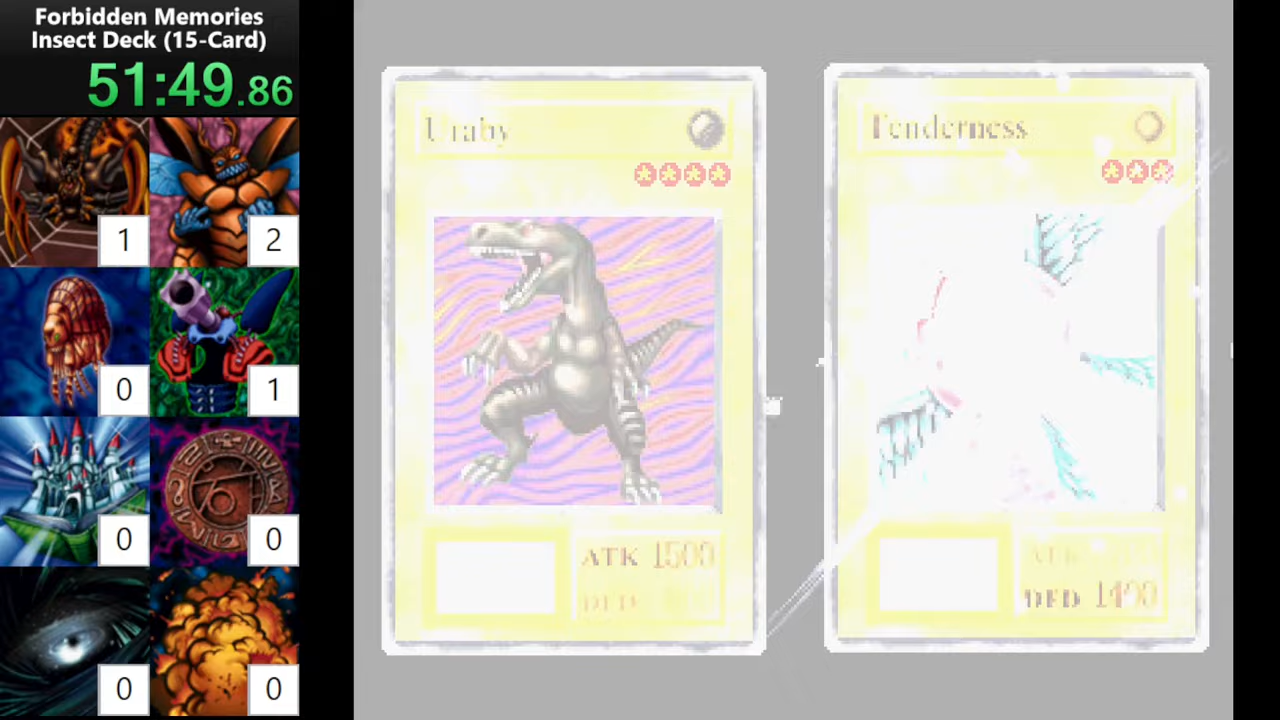 Forbidden Memories
Insect Deck (15-Card)
51:49.86
1
2
0
1
0
0
0
0
Uraby
ATK 1500
Tenderness
DFD 1400